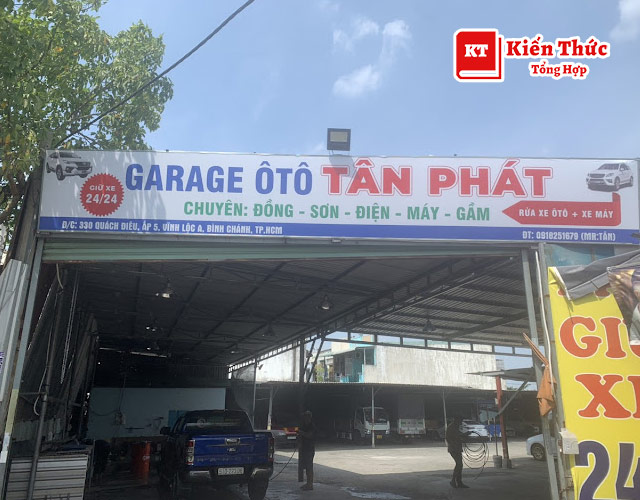 KT Kiến Thức
Tổng Hợp
GIỮ XE
24/24
GARAGE ÔTÔ TÂN PHÁT
CHUYÊN: ĐỒNG - SƠN - ĐIỆN - MÁY - GẦM
RỬA XE ÔTÔ + XE MÁY
Đ/C: 330 QUÁCH ĐIÊU, ẤP 5, VĨNH LỘC A, BÌNH CHÁNH, TP.HCM
ĐT: 0918251679 (MR:TÂN)
24